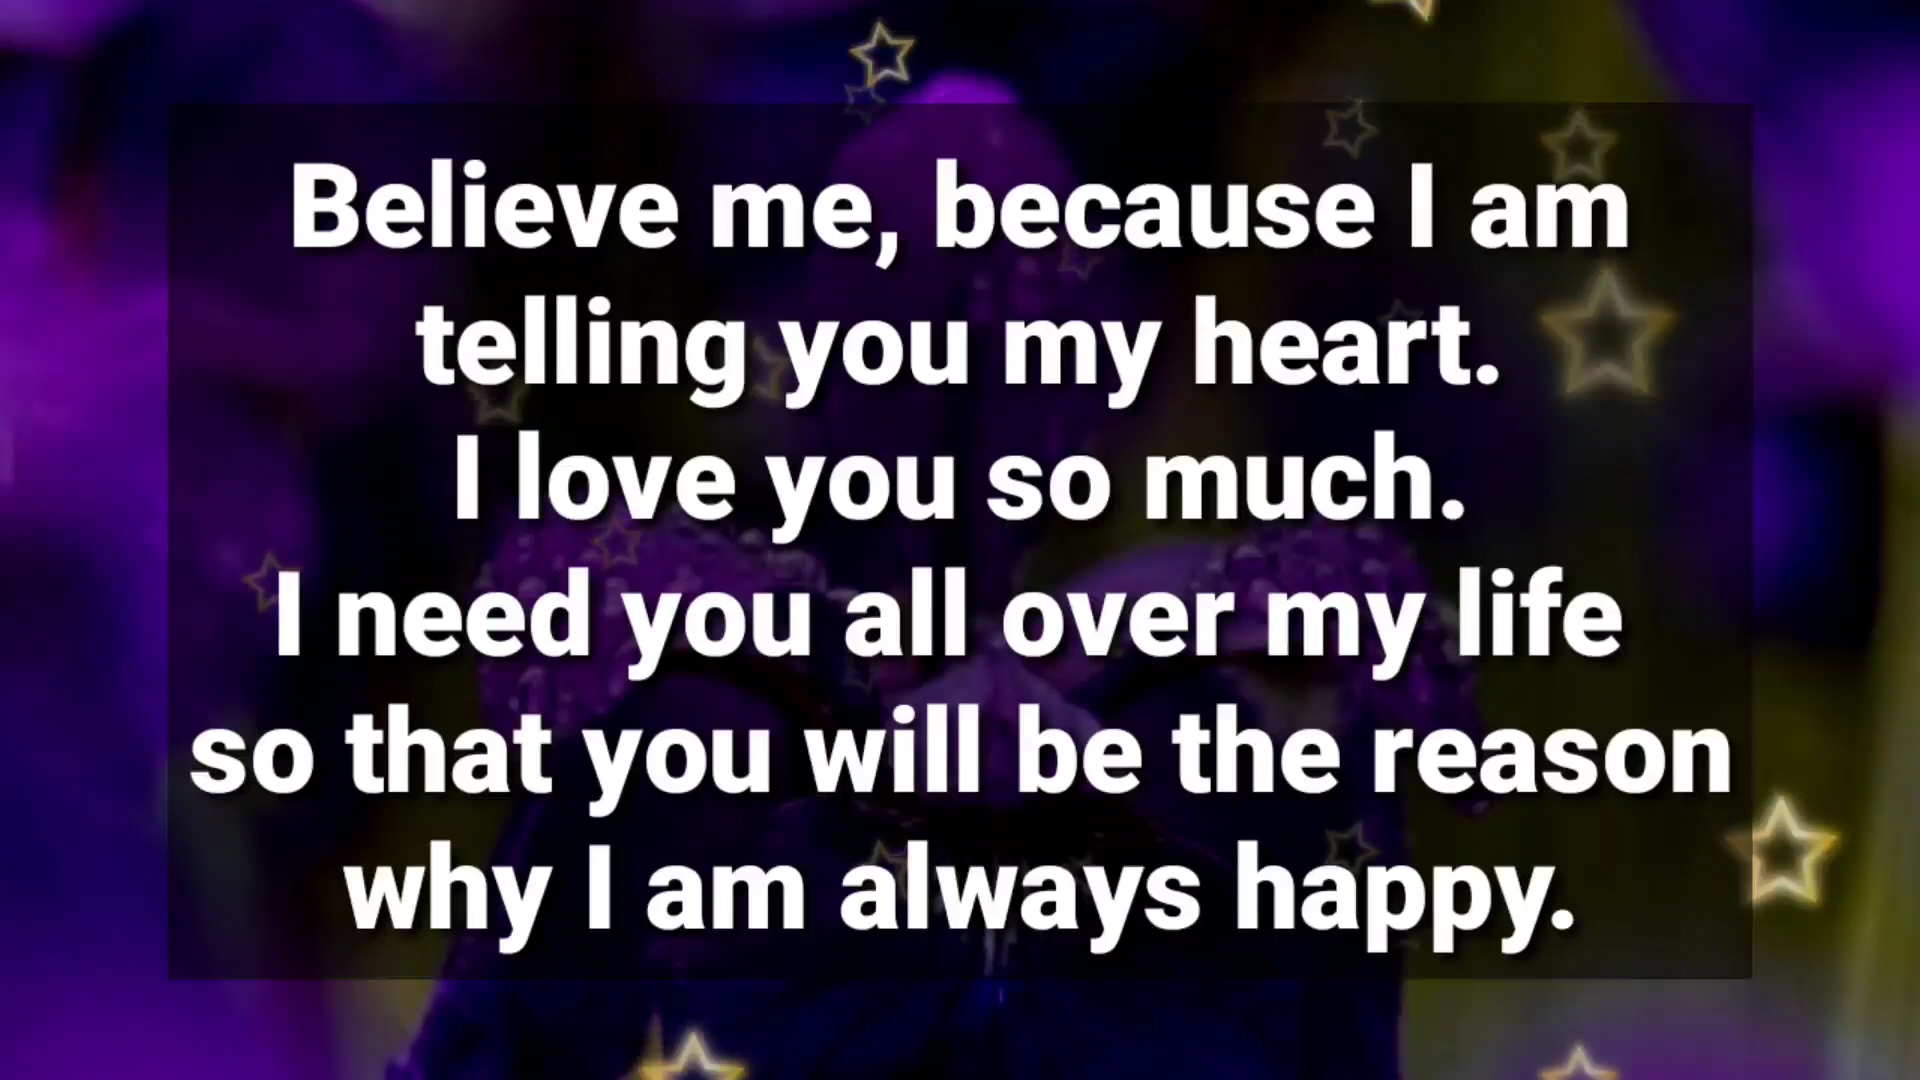 Believe me, because I am
telling you my heart.
I love you so much.
I need you all over my life
so that you will be the reason
why I am always happy.